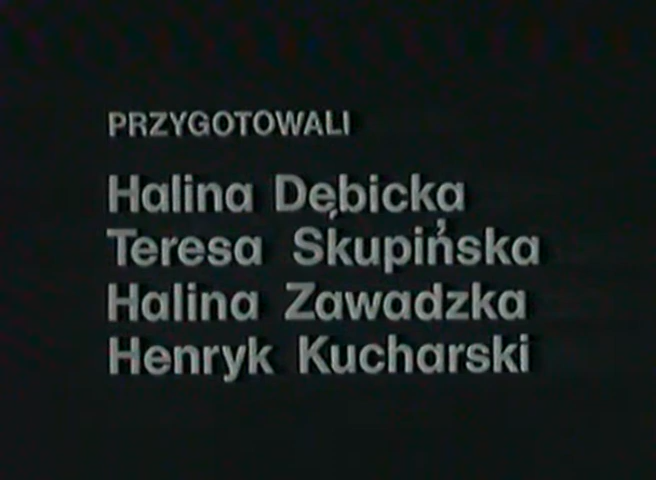 PRZYGOTOWALI
Halina Dębicka
Teresa Skupińska
Halina Zawadzka
Henryk Kucharski